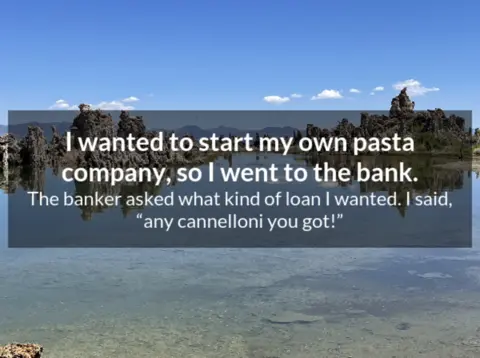 I wanted to start my own pasta
company, so I went to the bank.
The banker asked what kind of loan I wanted. I said,
“any cannelloni you got!”